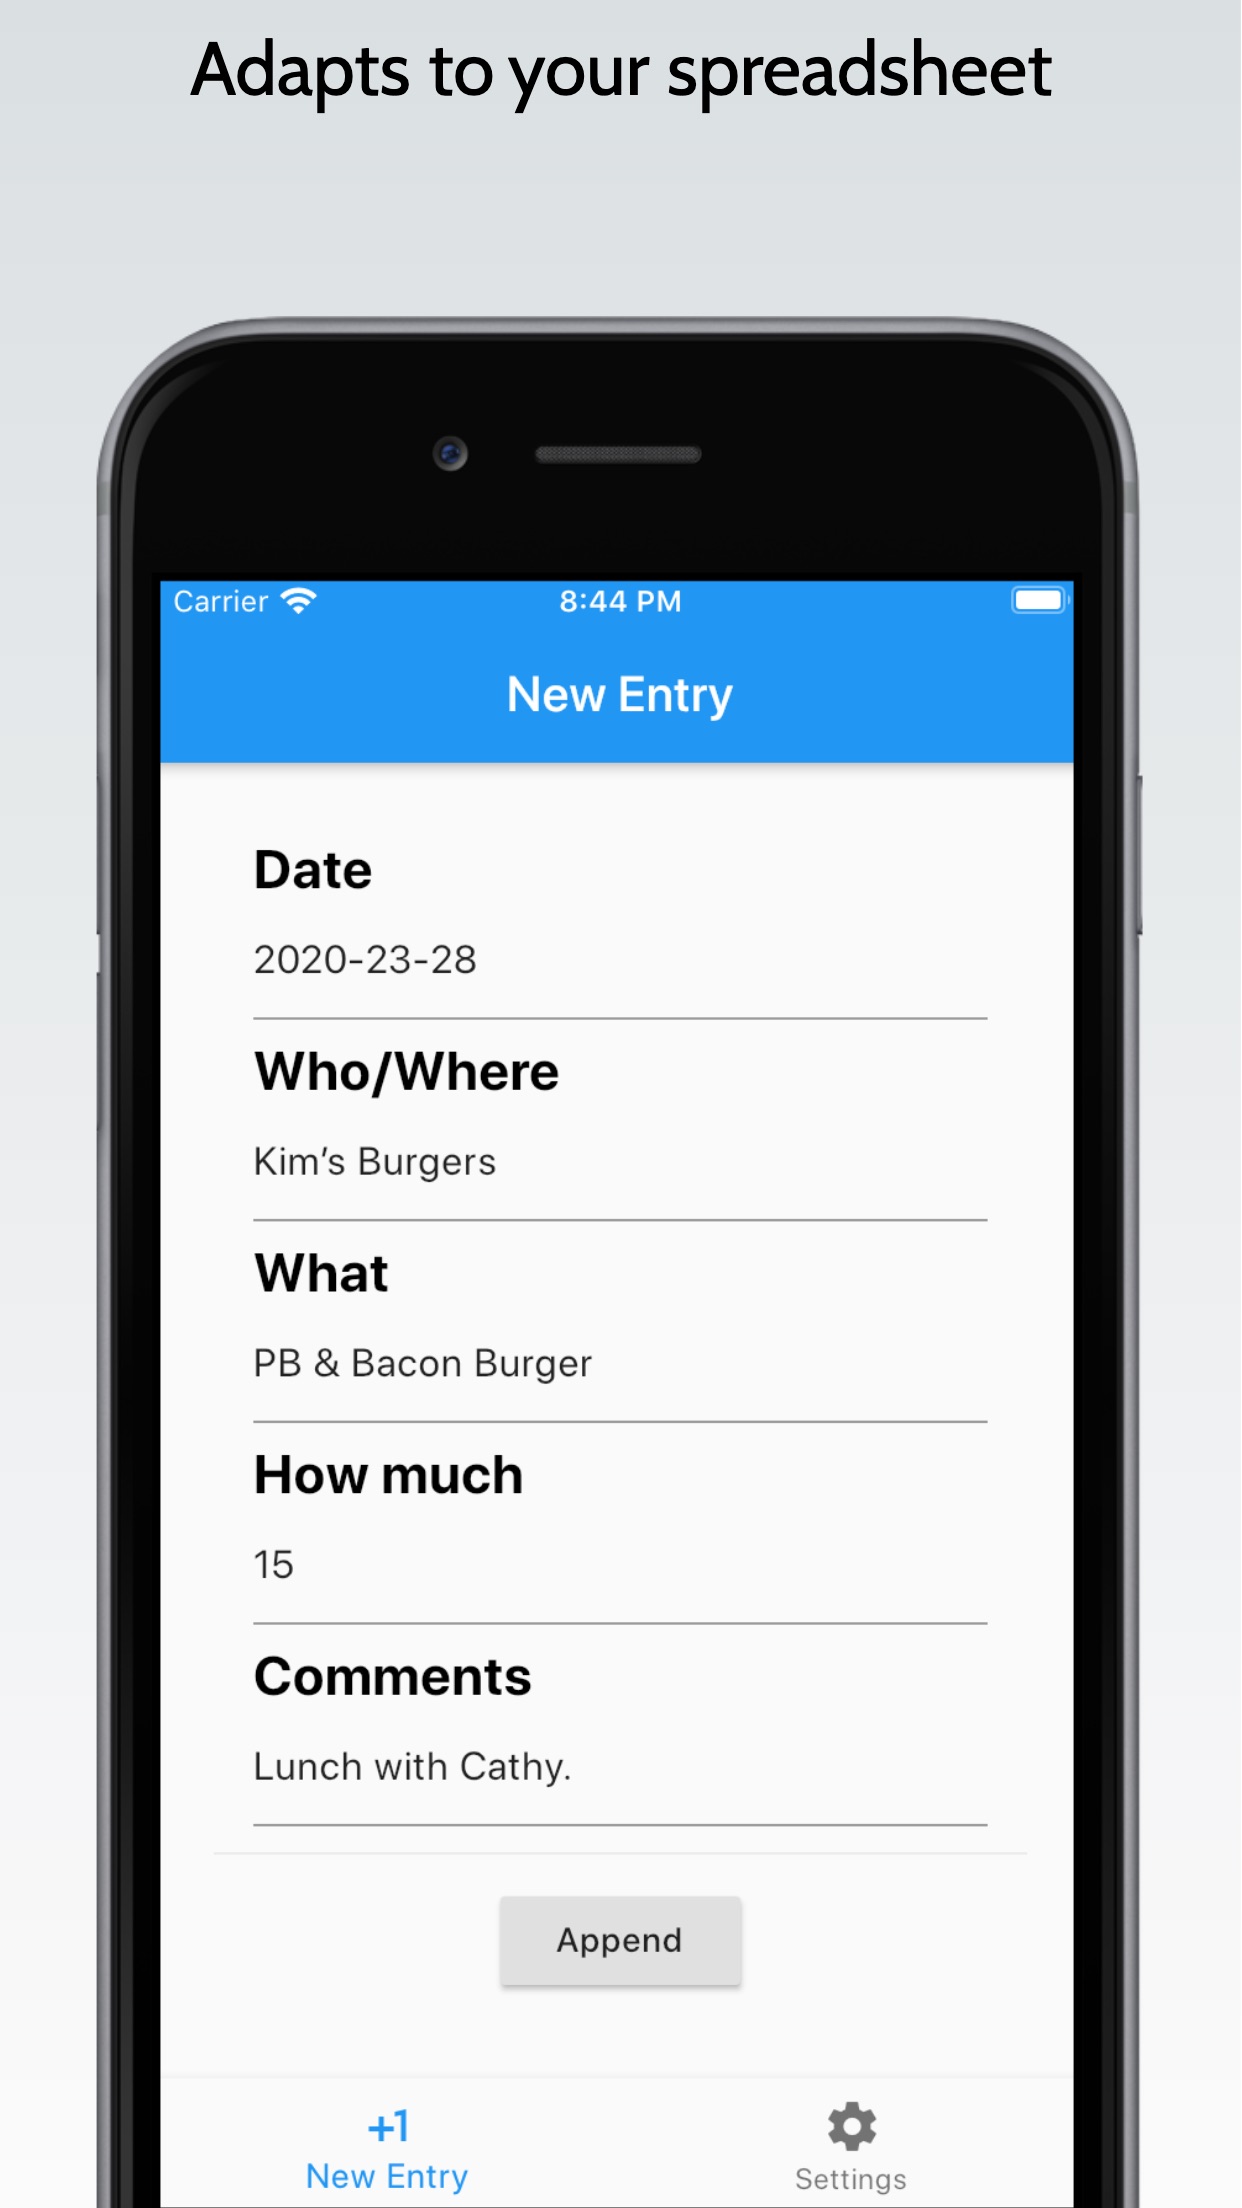 Adapts to your spreadsheet
Carrier 8:44 PM
New Entry
Date
2020-23-28
Who/Where
Kim's Burgers
What
PB & Bacon Burger
How much
15
Comments
Lunch with Cathy.
Append
+1
New Entry
Settings